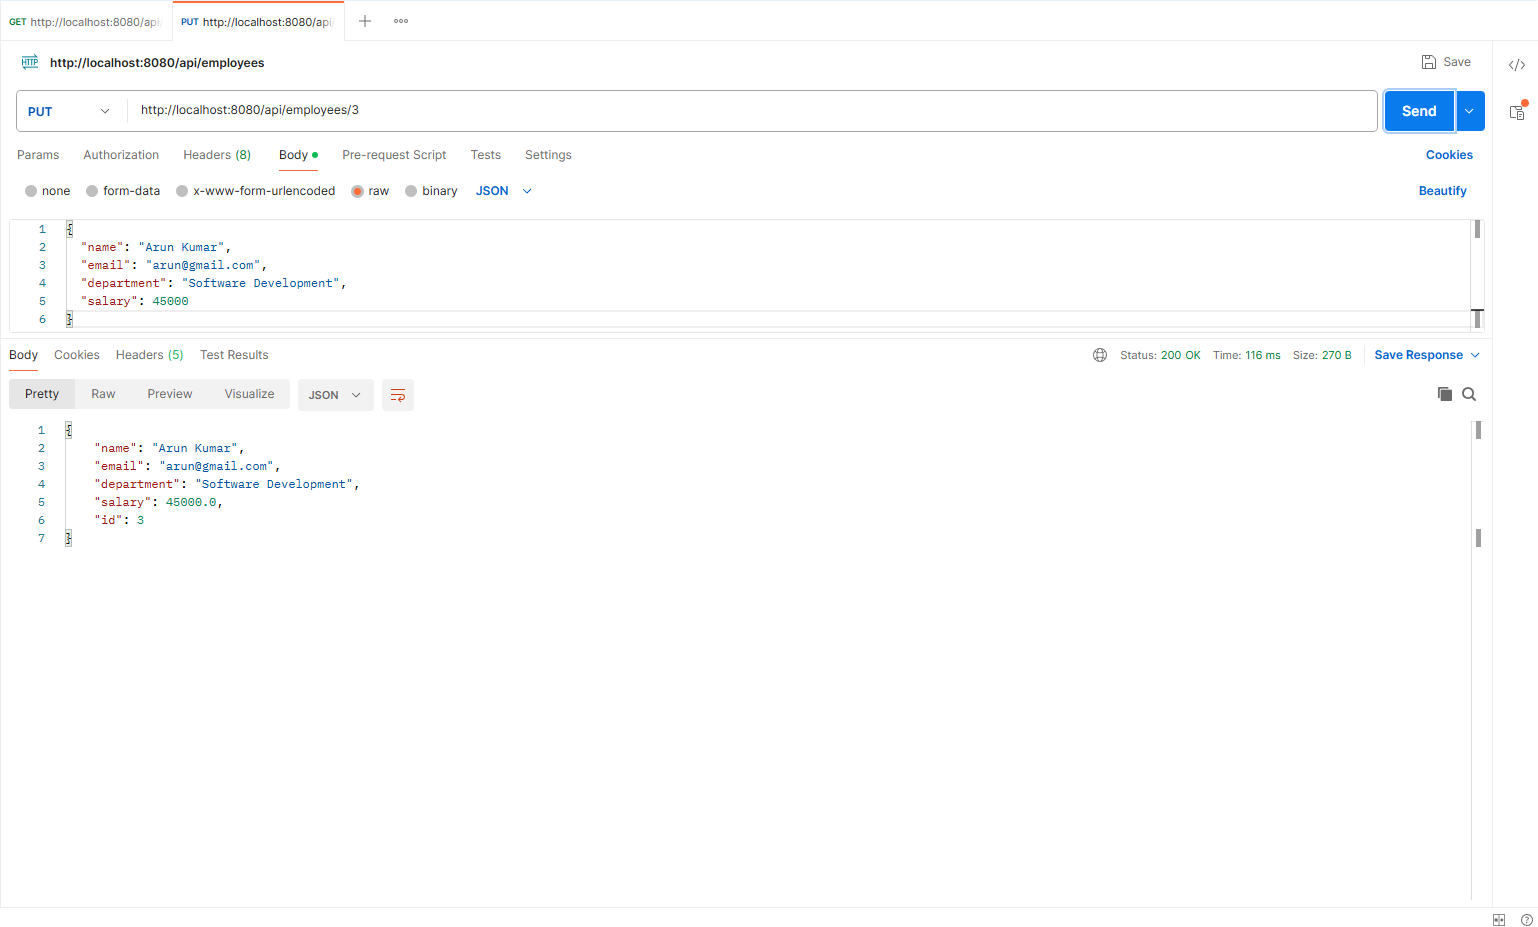 GET http://localhost:8080/api/
PUT http://localhost:8080/api/
HTTP http://localhost:8080/api/employees
Save
PUT http://localhost:8080/api/employees/3
Send
Params Authorization Headers (8) Body Pre-request Script Tests Settings Cookies
none form-data x-www-form-urlencoded raw binary JSON Beautify
1 {
2 "name": "Arun Kumar",
3 "email": "arun@gmail.com",
4 "department": "Software Development",
5 "salary": 45000
6 }
Body Cookies Headers (5) Test Results Status: 200 OK Time: 116 ms Size: 270 B Save Response
Pretty Raw Preview Visualize JSON
1 {
2 "name": "Arun Kumar",
3 "email": "arun@gmail.com",
4 "department": "Software Development",
5 "salary": 45000.0,
6 "id": 3
7 }